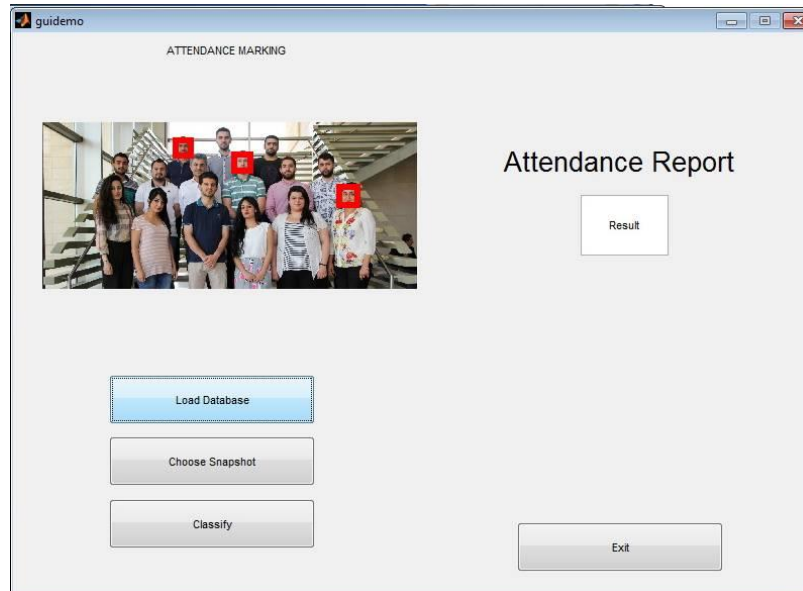 guidemo
ATTENDANCE MARKING
Attendance Report
Result
Load Database
Choose Snapshot
Classify
Exit